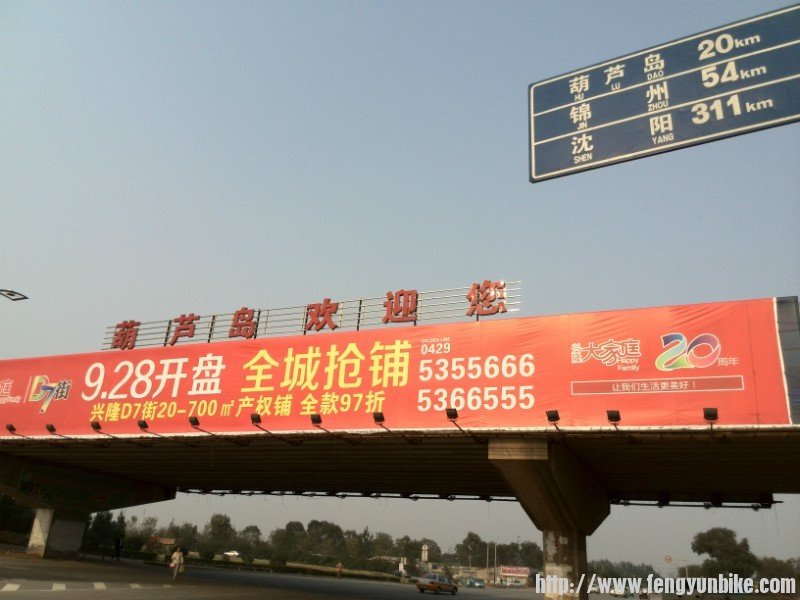 葫芦岛 20km
HU LU DAO
锦州 54km
JIN ZHOU
沈阳 311km
SHEN YANG
葫芦岛欢迎您
庭
D7街
9.28开盘 全城抢铺
兴隆D7街20-700㎡产权铺 全款97折
0429
5355666
5366555
大家庭
Happy
Family
20周年
让我们生活更美好!
http://www.fengyunbike.com